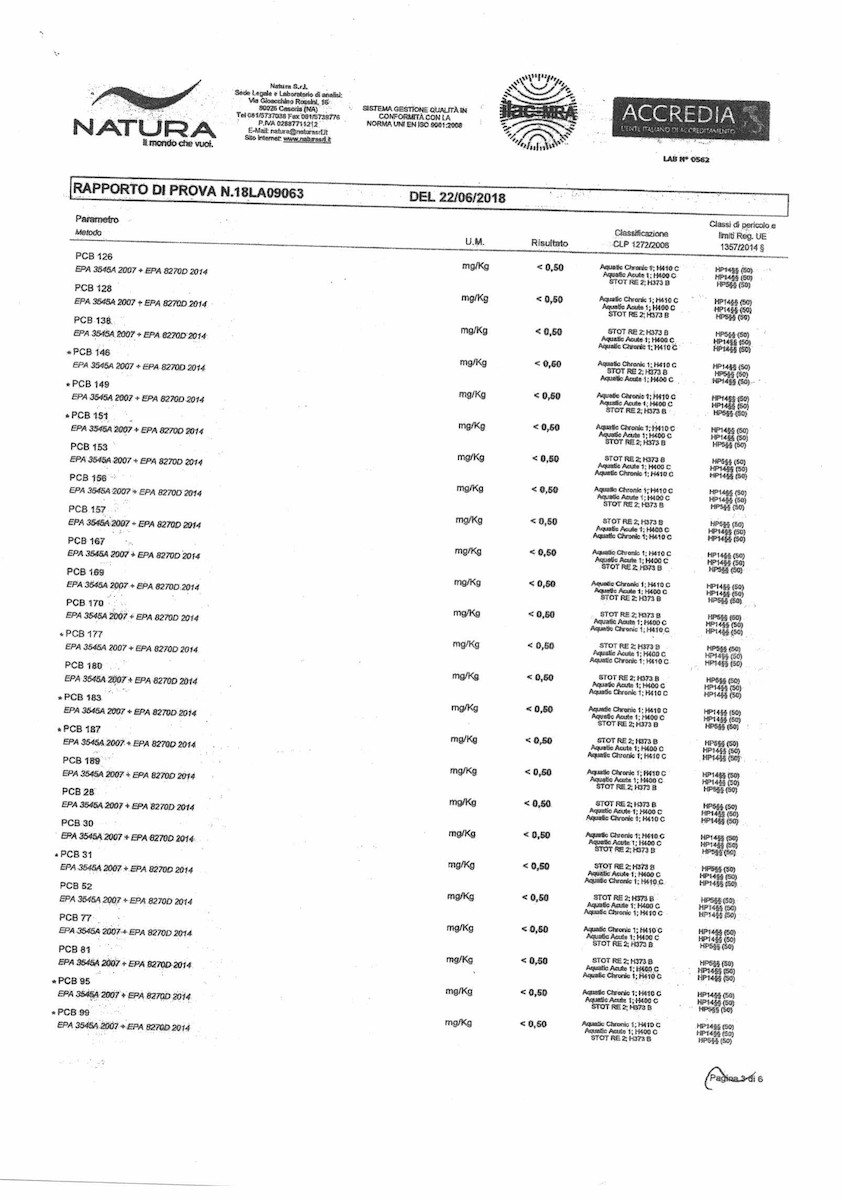 NATURA
Il mondo che vuoi.
Natura S.r.l.
Sede Legale e Laboratorio di analisi:
Via Gioacchino Rossini, 16
80026 Casoria (NA)
Tel 081/5737038 Fax 081/5739776
P.IVA 02887711212
E-Mail: natura@naturasrl.it
Sito Internet: www.naturasrl.it
SISTEMA GESTIONE QUALITÀ IN
CONFORMITÀ CON LA
NORMA UNI EN ISO 9001:2008
ilac-MRA
ACCREDIA
L'ENTE ITALIANO DI ACCREDITAMENTO
LAB N° 0562
RAPPORTO DI PROVA N.18LA09063 DEL 22/06/2018
Parametro
Metodo
U.M.
Risultato
Classificazione
CLP 1272/2008
Classi di pericolo e
limiti Reg. UE
1357/2014 §
PCB 126
EPA 3545A 2007 + EPA 8270D 2014
mg/Kg
< 0,50
Aquatic Chronic 1; H410 C
Aquatic Acute 1; H400 C
STOT RE 2; H373 B
HP14§§ (50)
HP14§§ (50)
HP5§§ (50)
PCB 128
EPA 3545A 2007 + EPA 8270D 2014
mg/Kg
< 0,50
Aquatic Chronic 1; H410 C
Aquatic Acute 1; H400 C
STOT RE 2; H373 B
HP14§§ (50)
HP14§§ (50)
HP5§§ (50)
PCB 138
EPA 3545A 2007 + EPA 8270D 2014
mg/Kg
< 0,50
STOT RE 2; H373 B
Aquatic Acute 1; H400 C
Aquatic Chronic 1; H410 C
HP5§§ (50)
HP14§§ (50)
HP14§§ (50)
* PCB 146
EPA 3545A 2007 + EPA 8270D 2014
mg/Kg
< 0,50
Aquatic Chronic 1; H410 C
STOT RE 2; H373 B
Aquatic Acute 1; H400 C
HP14§§ (50)
HP5§§ (50)
HP14§§ (50)
* PCB 149
EPA 3545A 2007 + EPA 8270D 2014
mg/Kg
< 0,50
Aquatic Chronic 1; H410 C
Aquatic Acute 1; H400 C
STOT RE 2; H373 B
HP14§§ (50)
HP14§§ (50)
HP5§§ (50)
* PCB 151
EPA 3545A 2007 + EPA 8270D 2014
mg/Kg
< 0,50
Aquatic Chronic 1; H410 C
Aquatic Acute 1; H400 C
STOT RE 2; H373 B
HP14§§ (50)
HP14§§ (50)
HP5§§ (50)
PCB 153
EPA 3545A 2007 + EPA 8270D 2014
mg/Kg
< 0,50
STOT RE 2; H373 B
Aquatic Acute 1; H400 C
Aquatic Chronic 1; H410 C
HP5§§ (50)
HP14§§ (50)
HP14§§ (50)
PCB 156
EPA 3545A 2007 + EPA 8270D 2014
mg/Kg
< 0,50
Aquatic Chronic 1; H410 C
Aquatic Acute 1; H400 C
STOT RE 2; H373 B
HP14§§ (50)
HP14§§ (50)
HP5§§ (50)
PCB 157
EPA 3545A 2007 + EPA 8270D 2014
mg/Kg
< 0,50
STOT RE 2; H373 B
Aquatic Acute 1; H400 C
Aquatic Chronic 1; H410 C
HP5§§ (50)
HP14§§ (50)
HP14§§ (50)
PCB 167
EPA 3545A 2007 + EPA 8270D 2014
mg/Kg
< 0,50
Aquatic Chronic 1; H410 C
Aquatic Acute 1; H400 C
STOT RE 2; H373 B
HP14§§ (50)
HP14§§ (50)
HP5§§ (50)
PCB 169
EPA 3545A 2007 + EPA 8270D 2014
mg/Kg
< 0,50
Aquatic Chronic 1; H410 C
Aquatic Acute 1; H400 C
STOT RE 2; H373 B
HP14§§ (50)
HP14§§ (50)
HP5§§ (50)
PCB 170
EPA 3545A 2007 + EPA 8270D 2014
mg/Kg
< 0,50
STOT RE 2; H373 B
Aquatic Acute 1; H400 C
Aquatic Chronic 1; H410 C
HP5§§ (50)
HP14§§ (50)
HP14§§ (50)
* PCB 177
EPA 3545A 2007 + EPA 8270D 2014
mg/Kg
< 0,50
STOT RE 2; H373 B
Aquatic Acute 1; H400 C
Aquatic Chronic 1; H410 C
HP5§§ (50)
HP14§§ (50)
HP14§§ (50)
PCB 180
EPA 3545A 2007 + EPA 8270D 2014
mg/Kg
< 0,50
STOT RE 2; H373 B
Aquatic Acute 1; H400 C
Aquatic Chronic 1; H410 C
HP5§§ (50)
HP14§§ (50)
HP14§§ (50)
* PCB 183
EPA 3545A 2007 + EPA 8270D 2014
mg/Kg
< 0,50
Aquatic Chronic 1; H410 C
Aquatic Acute 1; H400 C
STOT RE 2; H373 B
HP14§§ (50)
HP14§§ (50)
HP5§§ (50)
* PCB 187
EPA 3545A 2007 + EPA 8270D 2014
mg/Kg
< 0,50
STOT RE 2; H373 B
Aquatic Acute 1; H400 C
Aquatic Chronic 1; H410 C
HP5§§ (50)
HP14§§ (50)
HP14§§ (50)
PCB 189
EPA 3545A 2007 + EPA 8270D 2014
mg/Kg
< 0,50
Aquatic Chronic 1; H410 C
Aquatic Acute 1; H400 C
STOT RE 2; H373 B
HP14§§ (50)
HP14§§ (50)
HP5§§ (50)
PCB 28
EPA 3545A 2007 + EPA 8270D 2014
mg/Kg
< 0,50
STOT RE 2; H373 B
Aquatic Acute 1; H400 C
Aquatic Chronic 1; H410 C
HP5§§ (50)
HP14§§ (50)
HP14§§ (50)
PCB 30
EPA 3545A 2007 + EPA 8270D 2014
mg/Kg
< 0,50
Aquatic Chronic 1; H410 C
Aquatic Acute 1; H400 C
STOT RE 2; H373 B
HP14§§ (50)
HP14§§ (50)
HP5§§ (50)
* PCB 31
EPA 3545A 2007 + EPA 8270D 2014
mg/Kg
< 0,50
STOT RE 2; H373 B
Aquatic Acute 1; H400 C
Aquatic Chronic 1; H410 C
HP5§§ (50)
HP14§§ (50)
HP14§§ (50)
PCB 52
EPA 3545A 2007 + EPA 8270D 2014
mg/Kg
< 0,50
STOT RE 2; H373 B
Aquatic Acute 1; H400 C
Aquatic Chronic 1; H410 C
HP5§§ (50)
HP14§§ (50)
HP14§§ (50)
PCB 77
EPA 3545A 2007 + EPA 8270D 2014
mg/Kg
< 0,50
Aquatic Chronic 1; H410 C
Aquatic Acute 1; H400 C
STOT RE 2; H373 B
HP14§§ (50)
HP14§§ (50)
HP5§§ (50)
PCB 81
EPA 3545A 2007 + EPA 8270D 2014
mg/Kg
< 0,50
STOT RE 2; H373 B
Aquatic Acute 1; H400 C
Aquatic Chronic 1; H410 C
HP5§§ (50)
HP14§§ (50)
HP14§§ (50)
* PCB 95
EPA 3545A 2007 + EPA 8270D 2014
mg/Kg
< 0,50
Aquatic Chronic 1; H410 C
Aquatic Acute 1; H400 C
STOT RE 2; H373 B
HP14§§ (50)
HP14§§ (50)
HP5§§ (50)
* PCB 99
EPA 3545A 2007 + EPA 8270D 2014
mg/Kg
< 0,50
Aquatic Chronic 1; H410 C
Aquatic Acute 1; H400 C
STOT RE 2; H373 B
HP14§§ (50)
HP14§§ (50)
HP5§§ (50)
Pagina 3 di 6